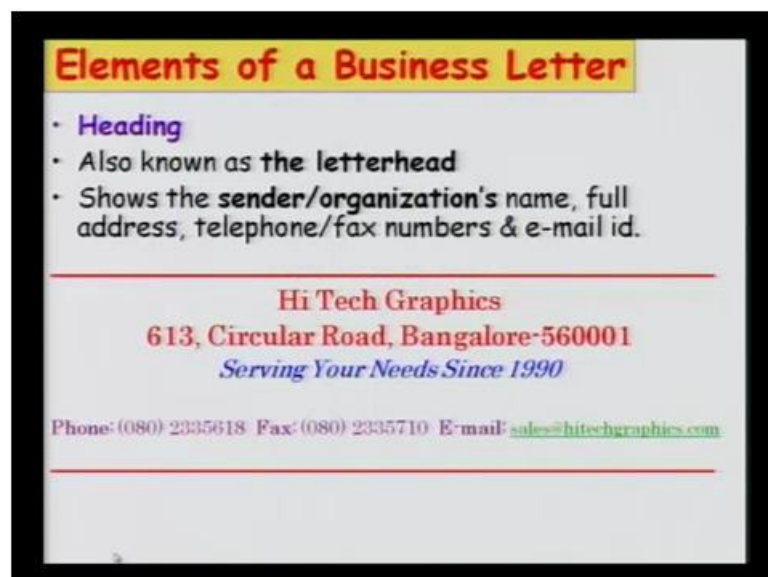 Elements of a Business Letter
· Heading
· Also known as the letterhead
· Shows the sender/organization's name, full
address, telephone/fax numbers & e-mail id.
Hi Tech Graphics
613, Circular Road, Bangalore-560001
Serving Your Needs Since 1990
Phone: (080) 2335618 Fax: (080) 2335710 E-mail: sales@hitechgraphics.com